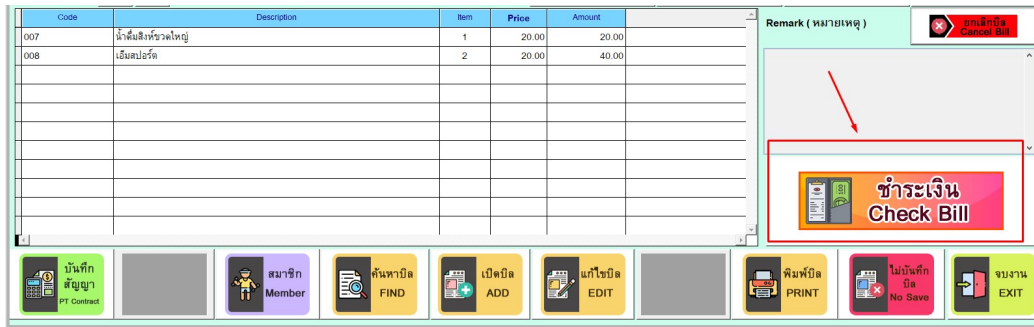 Code Description Item Price Amount
Remark ( หมายเหตุ )
ยกเลิกบิล
Cancel Bill
007 น้ำดื่มสิงห์ขวดใหญ่ 1 20.00 20.00
008 เอ็มสปอร์ต 2 20.00 40.00
ชำระเงิน
Check Bill
บันทึก
สัญญา
PT Contract
สมาชิก
Member
ค้นหาบิล
FIND
เปิดบิล
ADD
แก้ไขบิล
EDIT
พิมพ์บิล
PRINT
ไม่บันทึก
บิล
No Save
จบงาน
EXIT